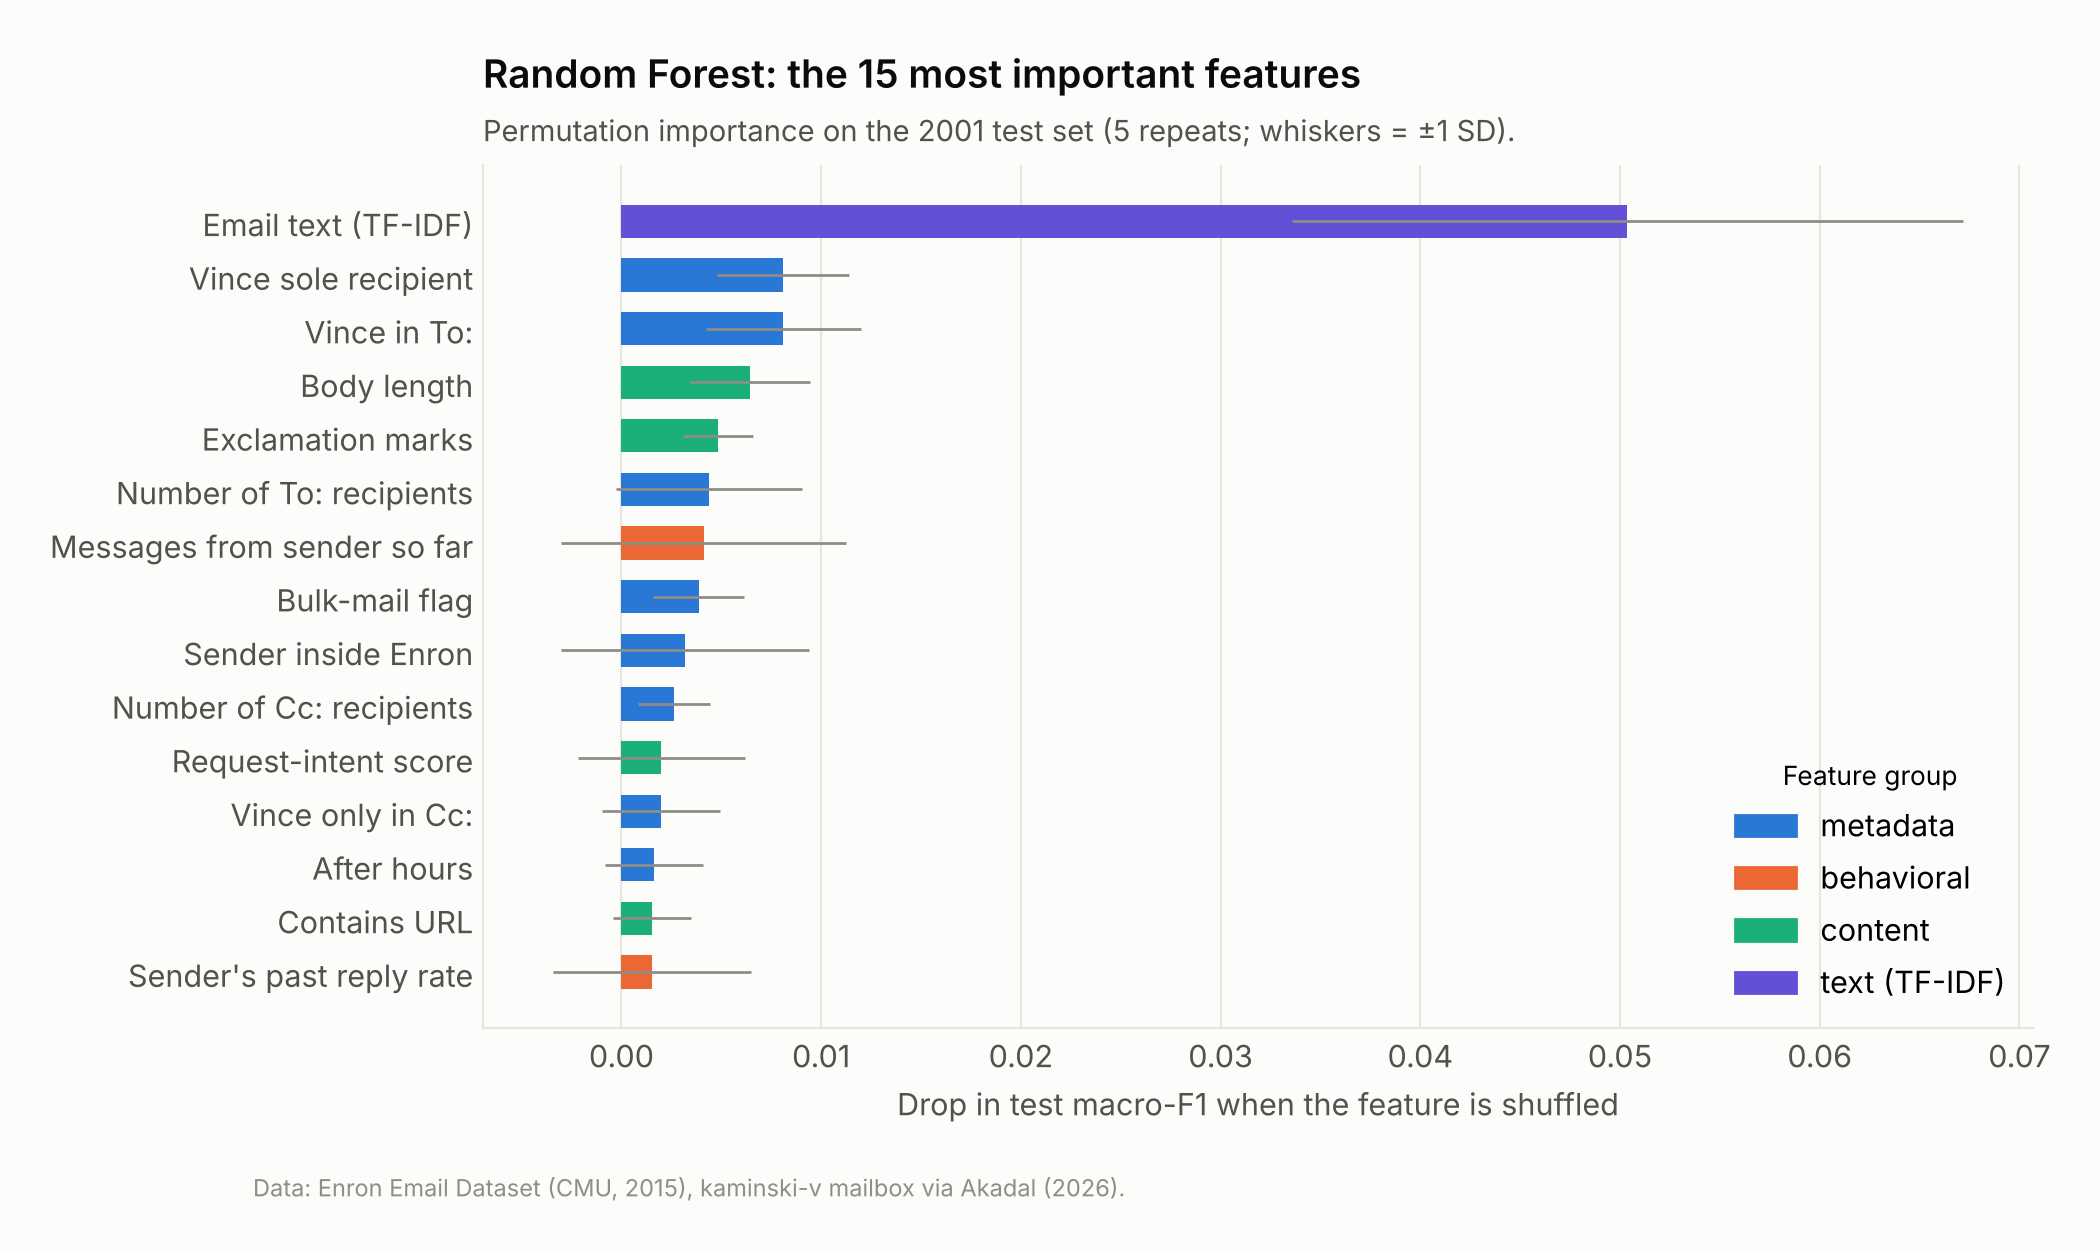 Random Forest: the 15 most important features
Permutation importance on the 2001 test set (5 repeats; whiskers = ±1 SD).
Email text (TF-IDF)
Vince sole recipient
Vince in To:
Body length
Exclamation marks
Number of To: recipients
Messages from sender so far
Bulk-mail flag
Sender inside Enron
Number of Cc: recipients
Request-intent score
Vince only in Cc:
After hours
Contains URL
Sender's past reply rate
Feature group
metadata
behavioral
content
text (TF-IDF)
0.00 0.01 0.02 0.03 0.04 0.05 0.06 0.07
Drop in test macro-F1 when the feature is shuffled
Data: Enron Email Dataset (CMU, 2015), kaminski-v mailbox via Akadal (2026).